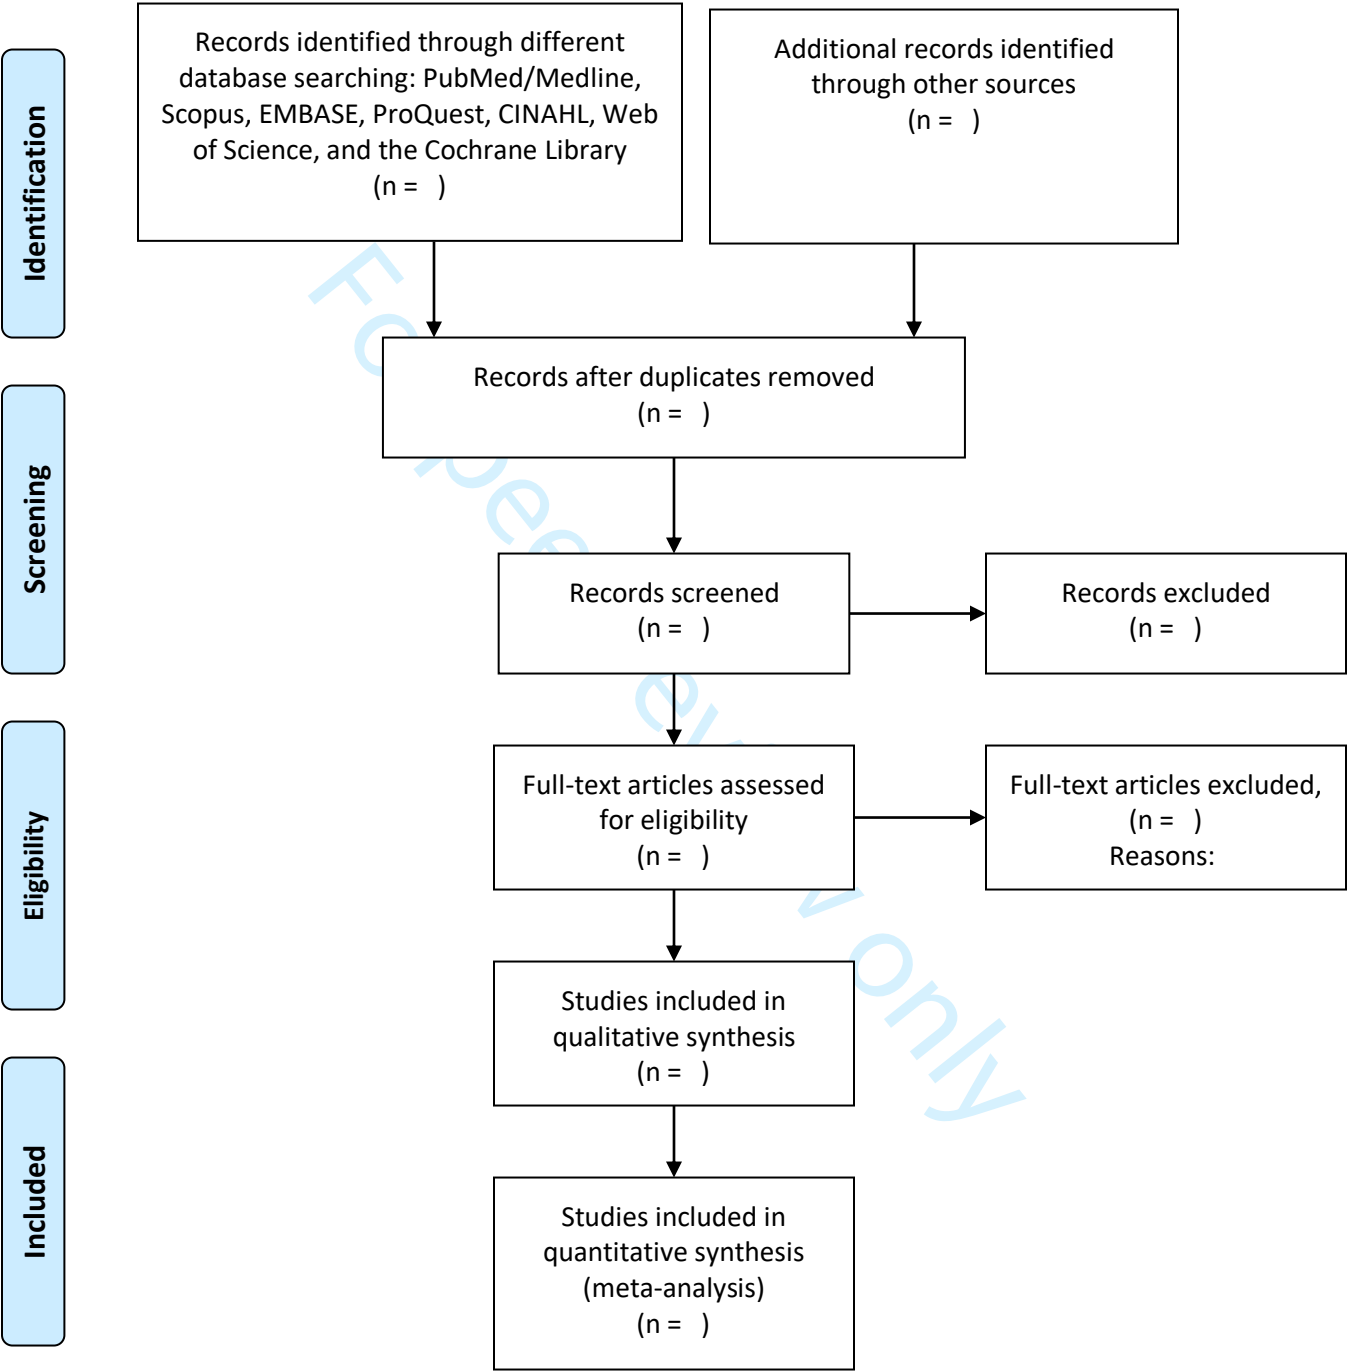 Identification
Records identified through different
database searching: PubMed/Medline,
Scopus, EMBASE, ProQuest, CINAHL, Web
of Science, and the Cochrane Library
(n =   )
Additional records identified
through other sources
(n =   )
Records after duplicates removed
(n =   )
Screening
Records screened
(n =   )
Records excluded
(n =   )
Eligibility
Full-text articles assessed
for eligibility
(n =   )
Full-text articles excluded,
(n =   )
Reasons:
Studies included in
qualitative synthesis
(n =   )
Included
Studies included in
quantitative synthesis
(meta-analysis)
(n =   )
only